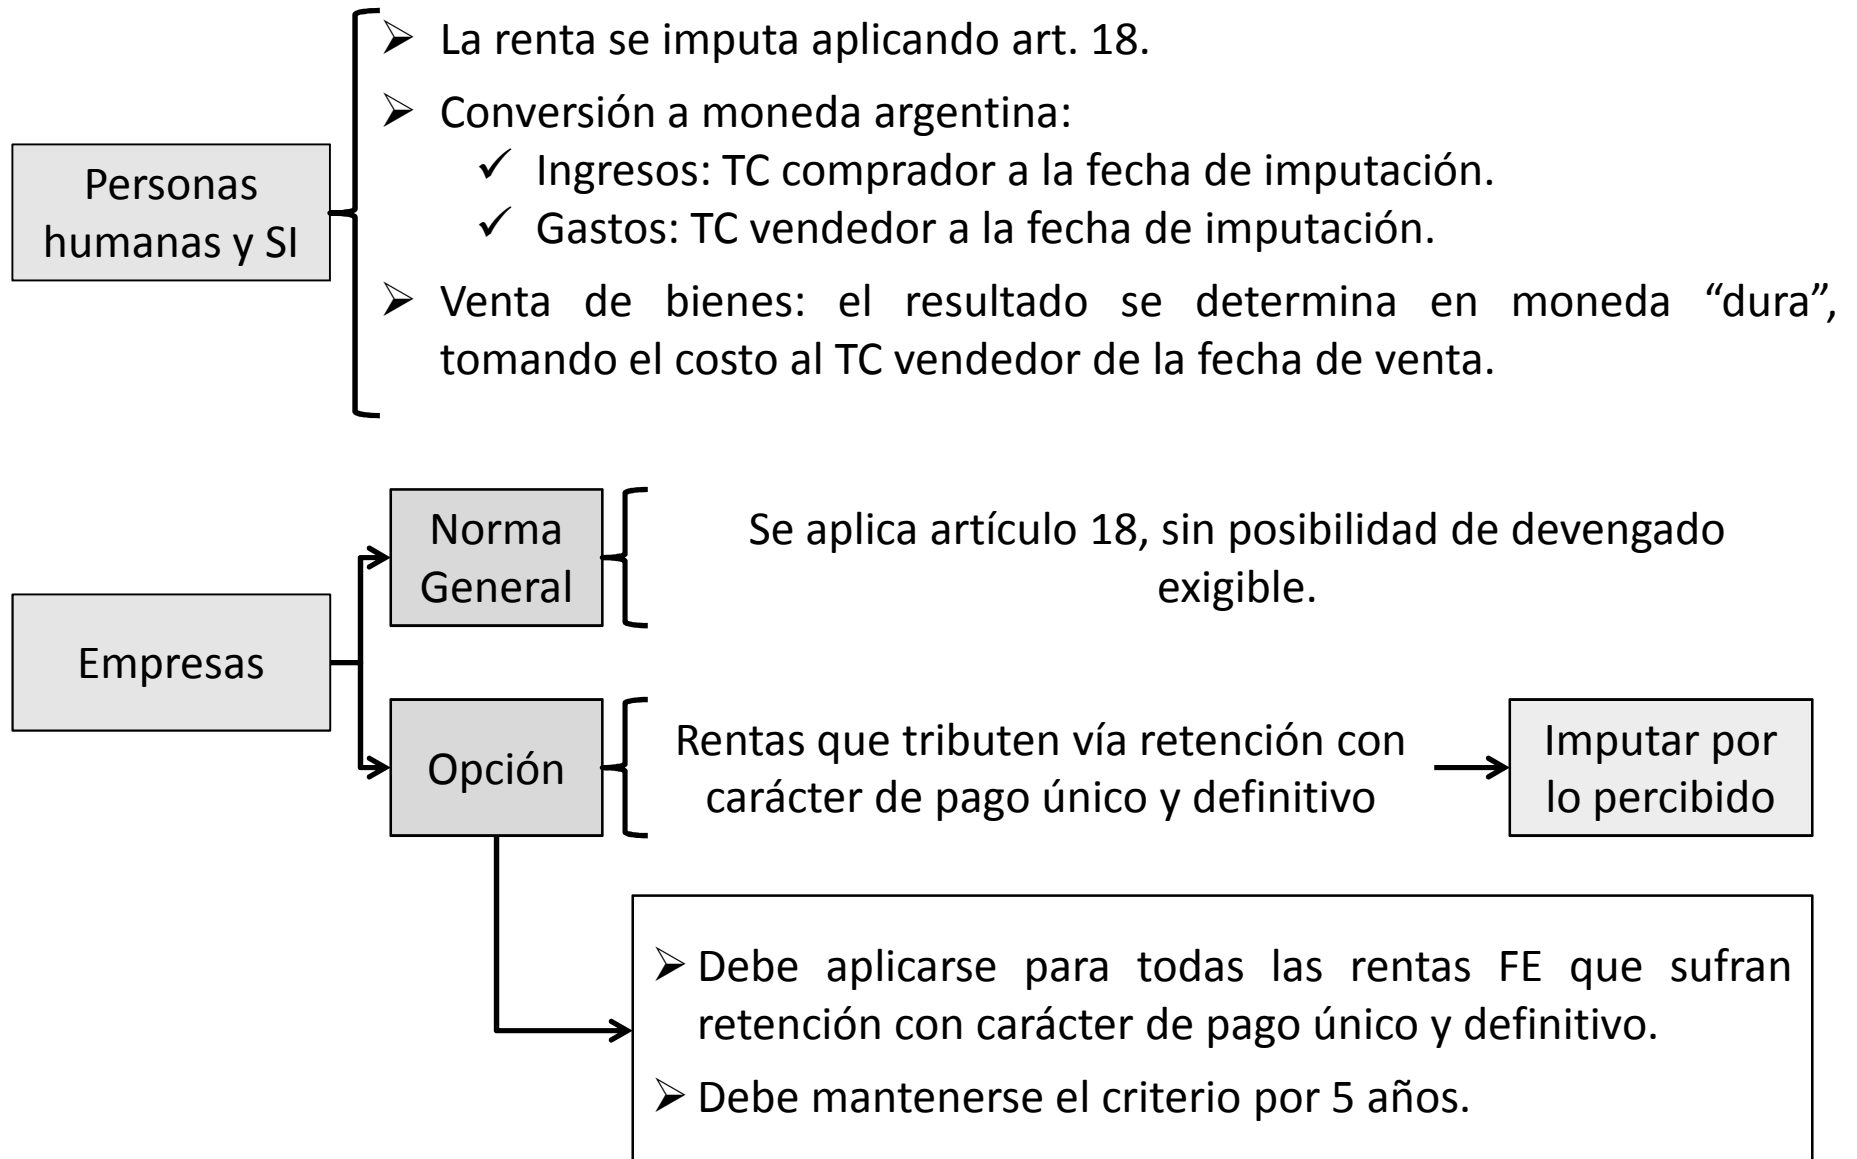 ➢ La renta se imputa aplicando art. 18.
➢ Conversión a moneda argentina:
✓ Ingresos: TC comprador a la fecha de imputación.
✓ Gastos: TC vendedor a la fecha de imputación.
➢ Venta de bienes: el resultado se determina en moneda “dura”,
tomando el costo al TC vendedor de la fecha de venta.
Personas
humanas y SI
Empresas
Norma
General
Se aplica artículo 18, sin posibilidad de devengado
exigible.
Opción
Rentas que tributen vía retención con
carácter de pago único y definitivo
Imputar por
lo percibido
➢ Debe aplicarse para todas las rentas FE que sufran
retención con carácter de pago único y definitivo.
➢ Debe mantenerse el criterio por 5 años.